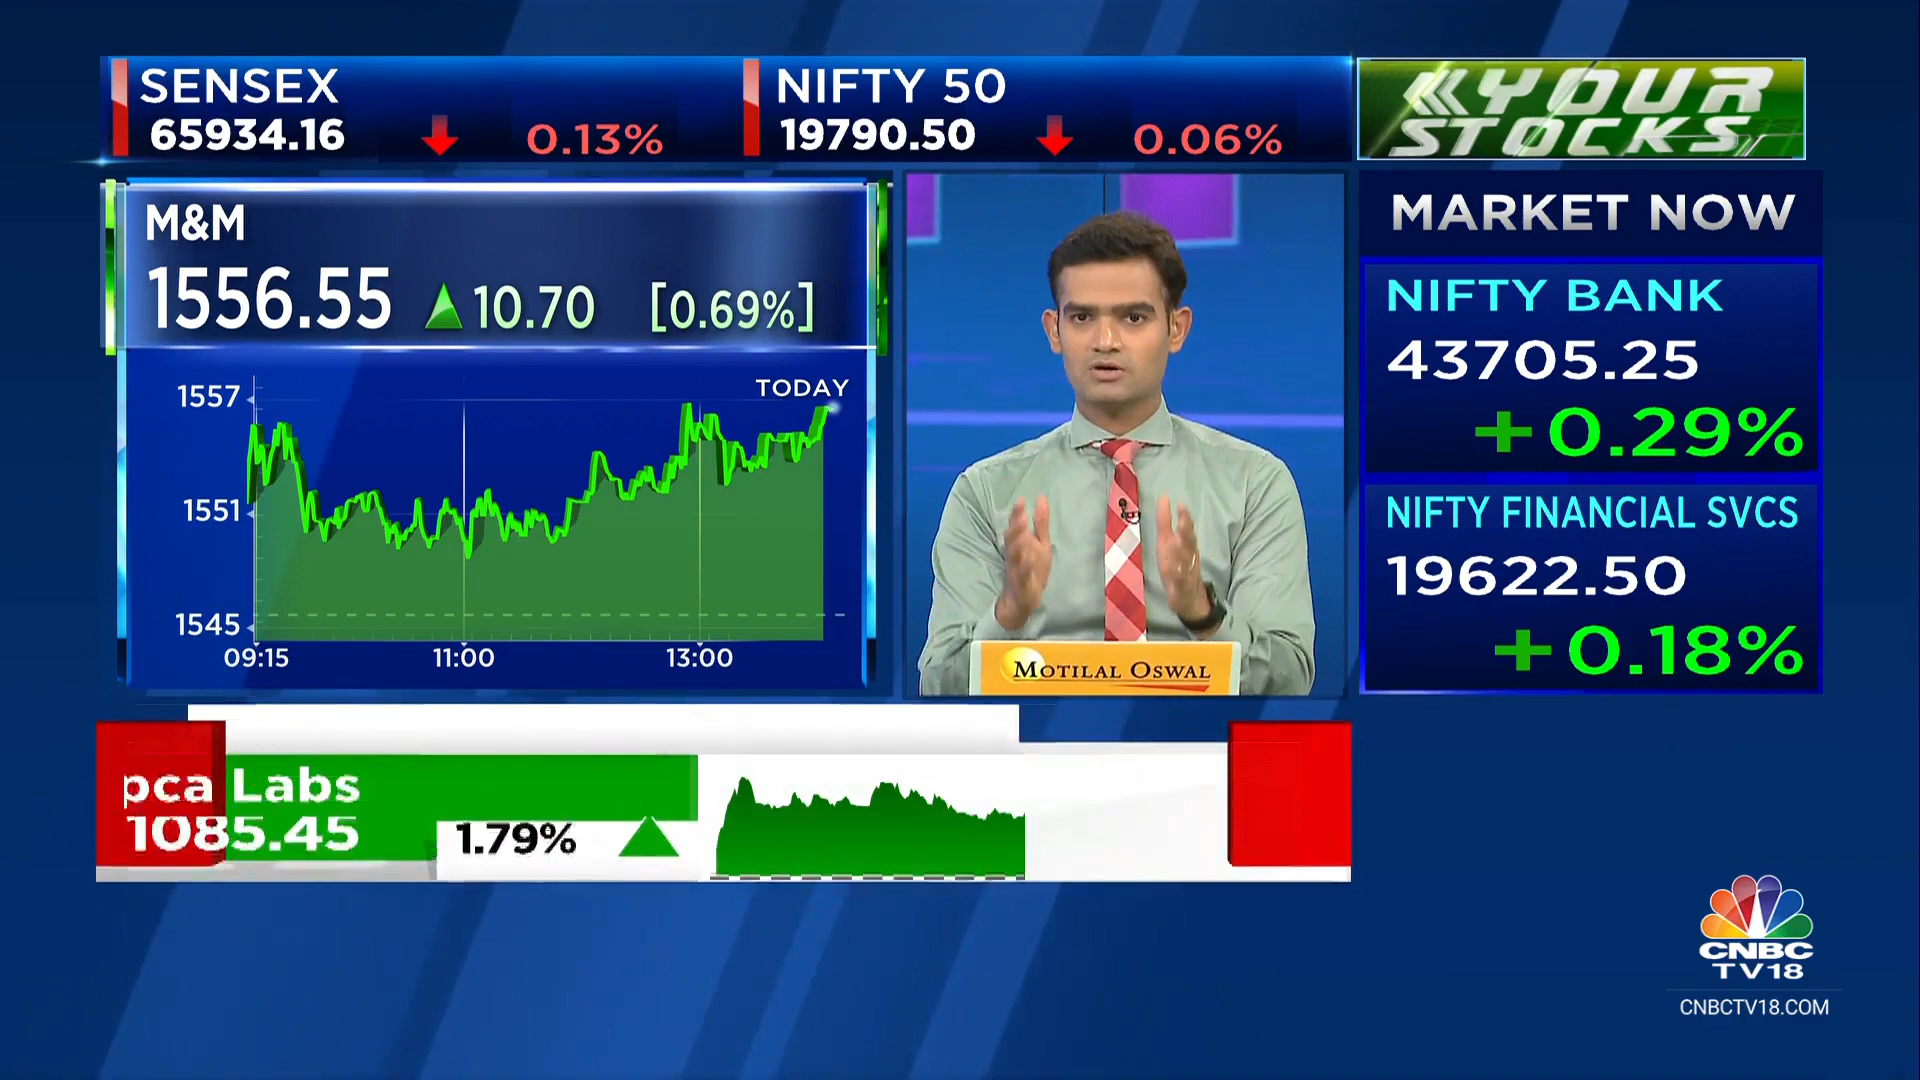 SENSEX
65934.16 0.13%
NIFTY 50
19790.50 0.06%
YOUR
STOCKS
M&M
1556.55 10.70 [0.69%]
TODAY
1557
1551
1545
09:15 11:00 13:00
MOTILAL OSWAL
MARKET NOW
NIFTY BANK
43705.25
+0.29%
NIFTY FINANCIAL SVCS
19622.50
+0.18%
pca Labs
1085.45
1.79%
CNBC
TV18
CNBCTV18.COM